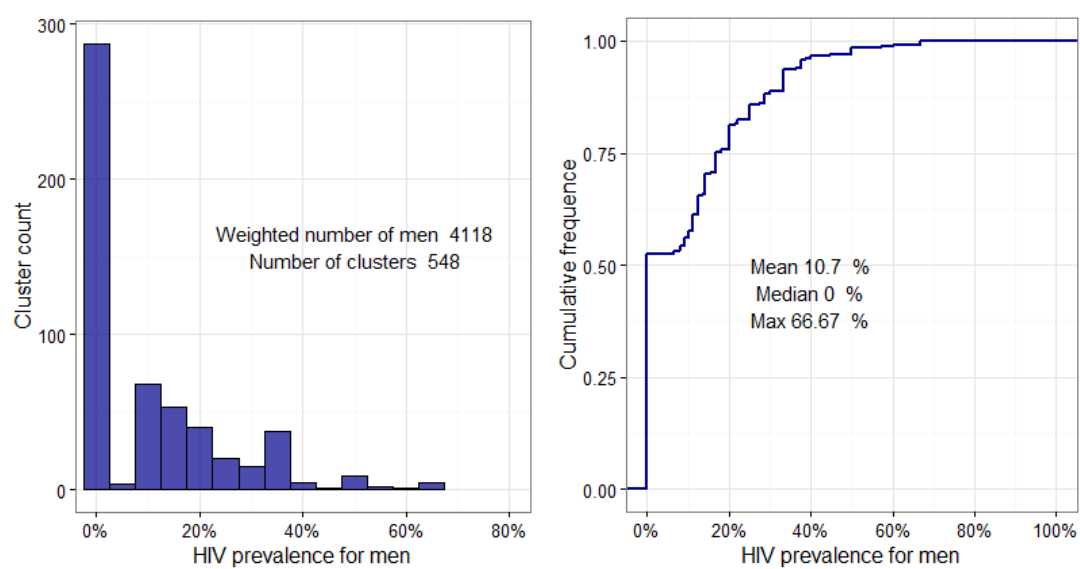 300
200
100
0
Cluster count
Weighted number of men 4118
Number of clusters 548
0%
20%
40%
60%
80%
HIV prevalence for men
1.00
0.75
0.50
0.25
0.00
Cumulative frequence
Mean 10.7 %
Median 0 %
Max 66.67 %
0%
20%
40%
60%
80%
100%
HIV prevalence for men